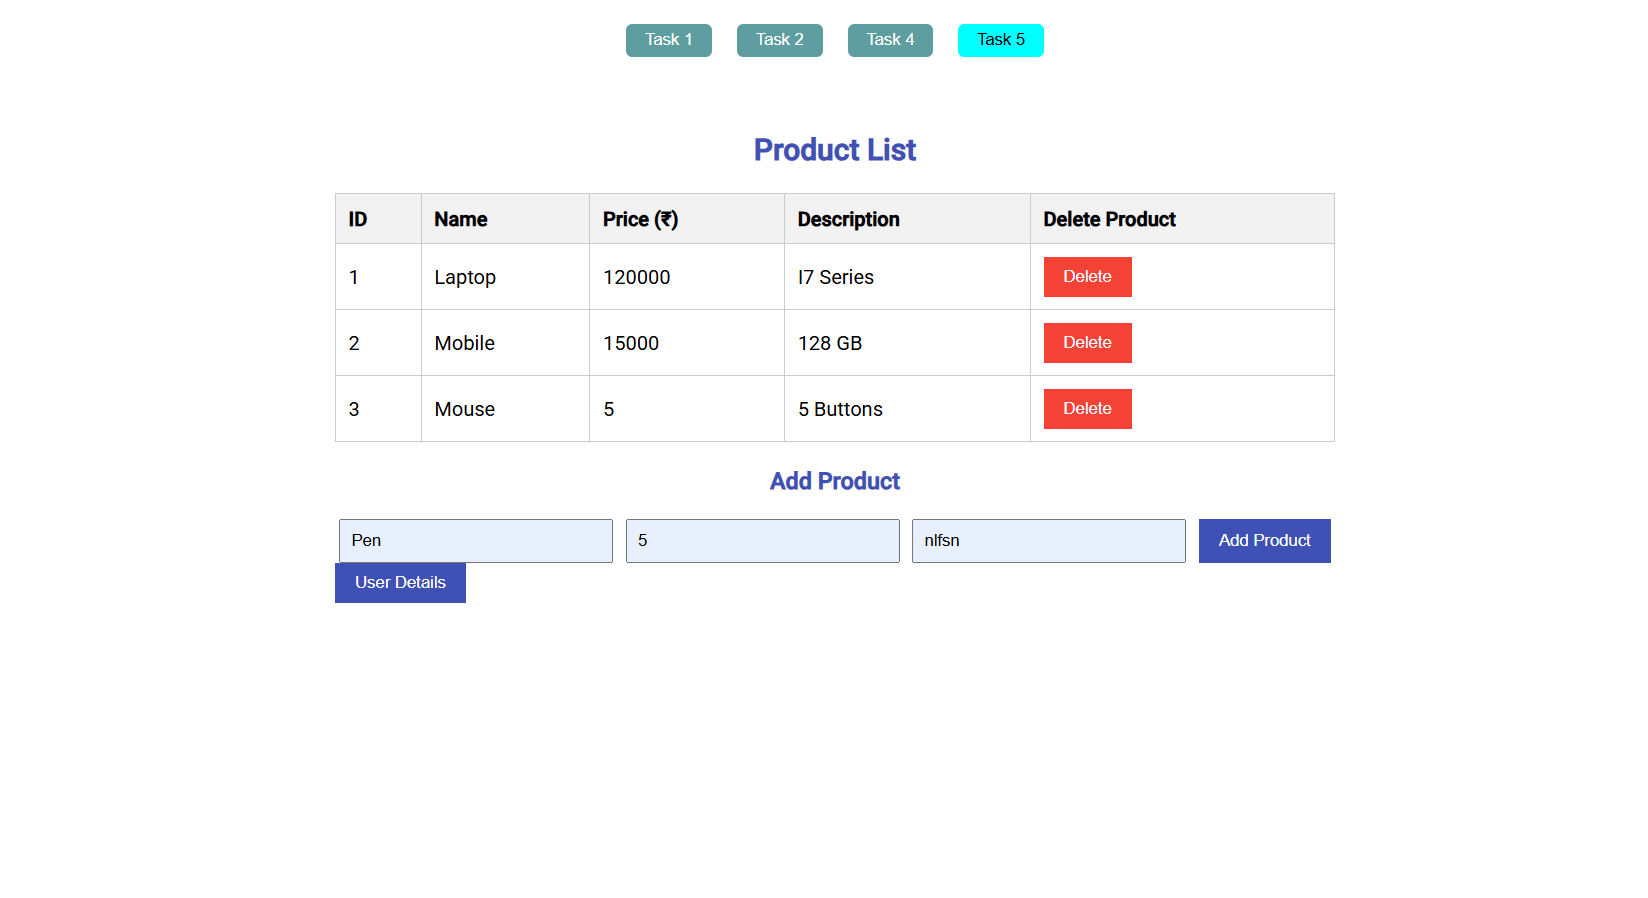 Task 1 Task 2 Task 4 Task 5
Product List
ID Name Price (₹) Description Delete Product
1 Laptop 120000 I7 Series Delete
2 Mobile 15000 128 GB Delete
3 Mouse 5 5 Buttons Delete
Add Product
Pen 5 nlfsn Add Product
User Details